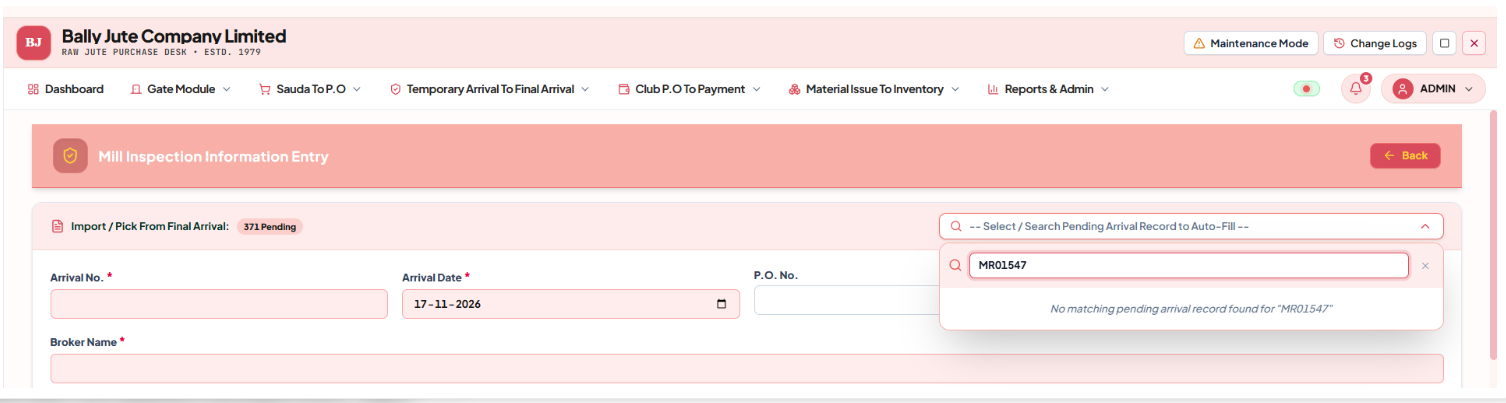 BJ
Bally Jute Company Limited
RAW JUTE PURCHASE DESK • ESTD. 1979
Maintenance Mode
Change Logs
Dashboard
Gate Module
Sauda To P.O
Temporary Arrival To Final Arrival
Club P.O To Payment
Material Issue To Inventory
Reports & Admin
3
ADMIN
Mill Inspection Information Entry
Back
Import / Pick From Final Arrival: 371 Pending
-- Select / Search Pending Arrival Record to Auto-Fill --
MR01547
No matching pending arrival record found for "MR01547"
Arrival No. *
Arrival Date *
17-11-2026
P.O. No.
Broker Name *